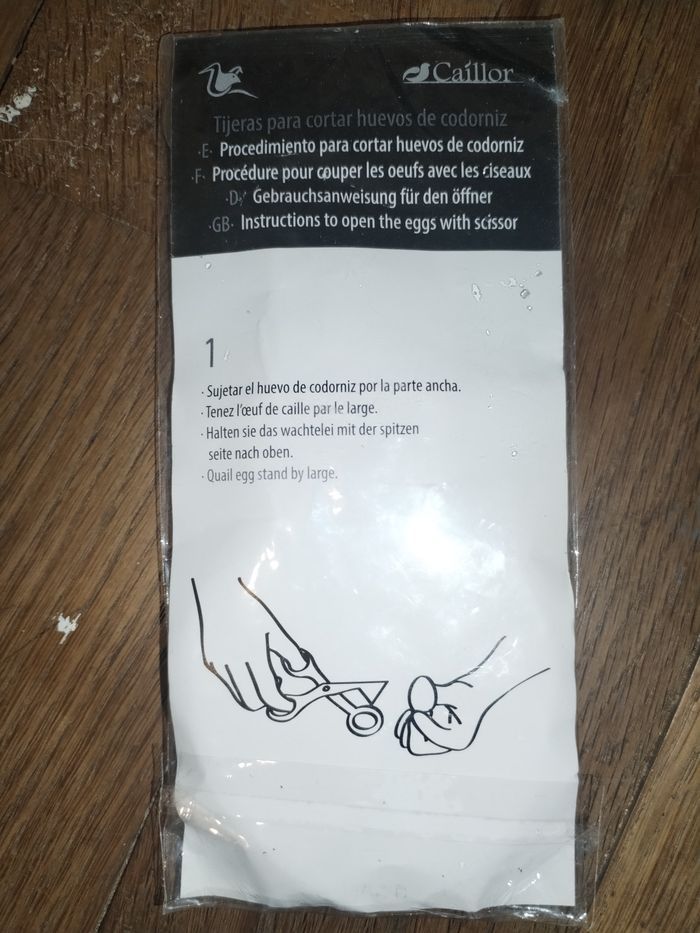 Caíllor
Tijeras para cortar huevos de codorniz
·E· Procedimiento para cortar huevos de codorniz
·F· Procédure pour couper les oeufs avec les ciseaux
·D· Gebrauchsanweisung für den öffner
·GB· Instructions to open the eggs with scissor
1
· Sujetar el huevo de codorniz por la parte ancha.
· Tenez l'œuf de caille par le large.
· Halten sie das wachtelei mit der spitzen
seite nach oben.
· Quail egg stand by large.